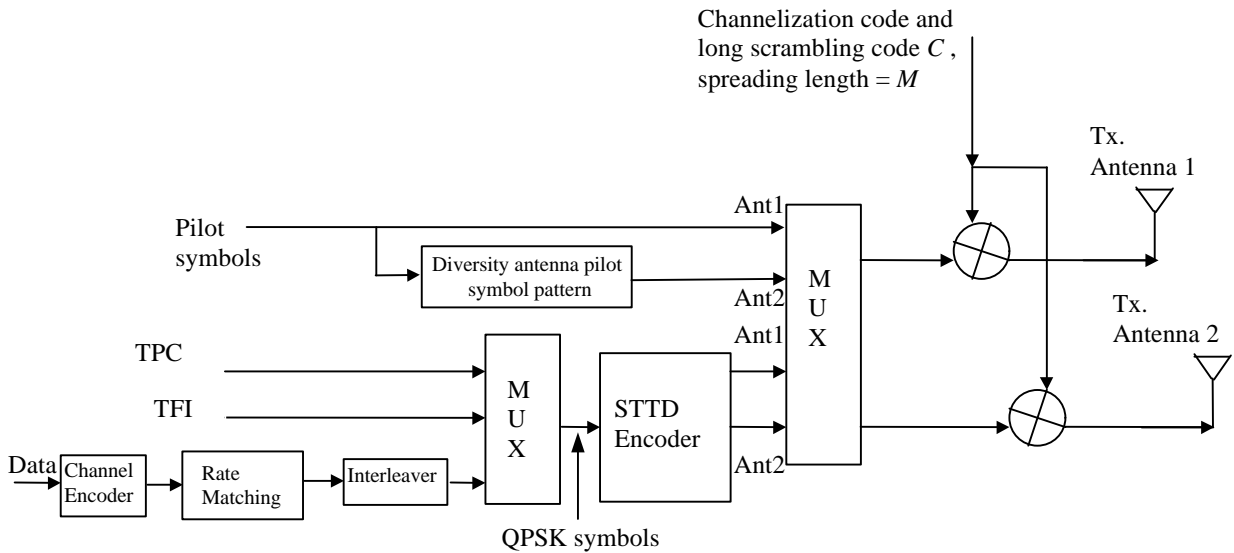 Channelization code and
long scrambling code C ,
spreading length = M
Tx.
Antenna 1
Pilot
symbols
Ant1
Diversity antenna pilot
symbol pattern
Ant2
M
U
X
Tx.
Antenna 2
Ant1
TPC
TFI
M
U
X
STTD
Encoder
Ant2
Data
Channel
Encoder
Rate
Matching
Interleaver
QPSK symbols